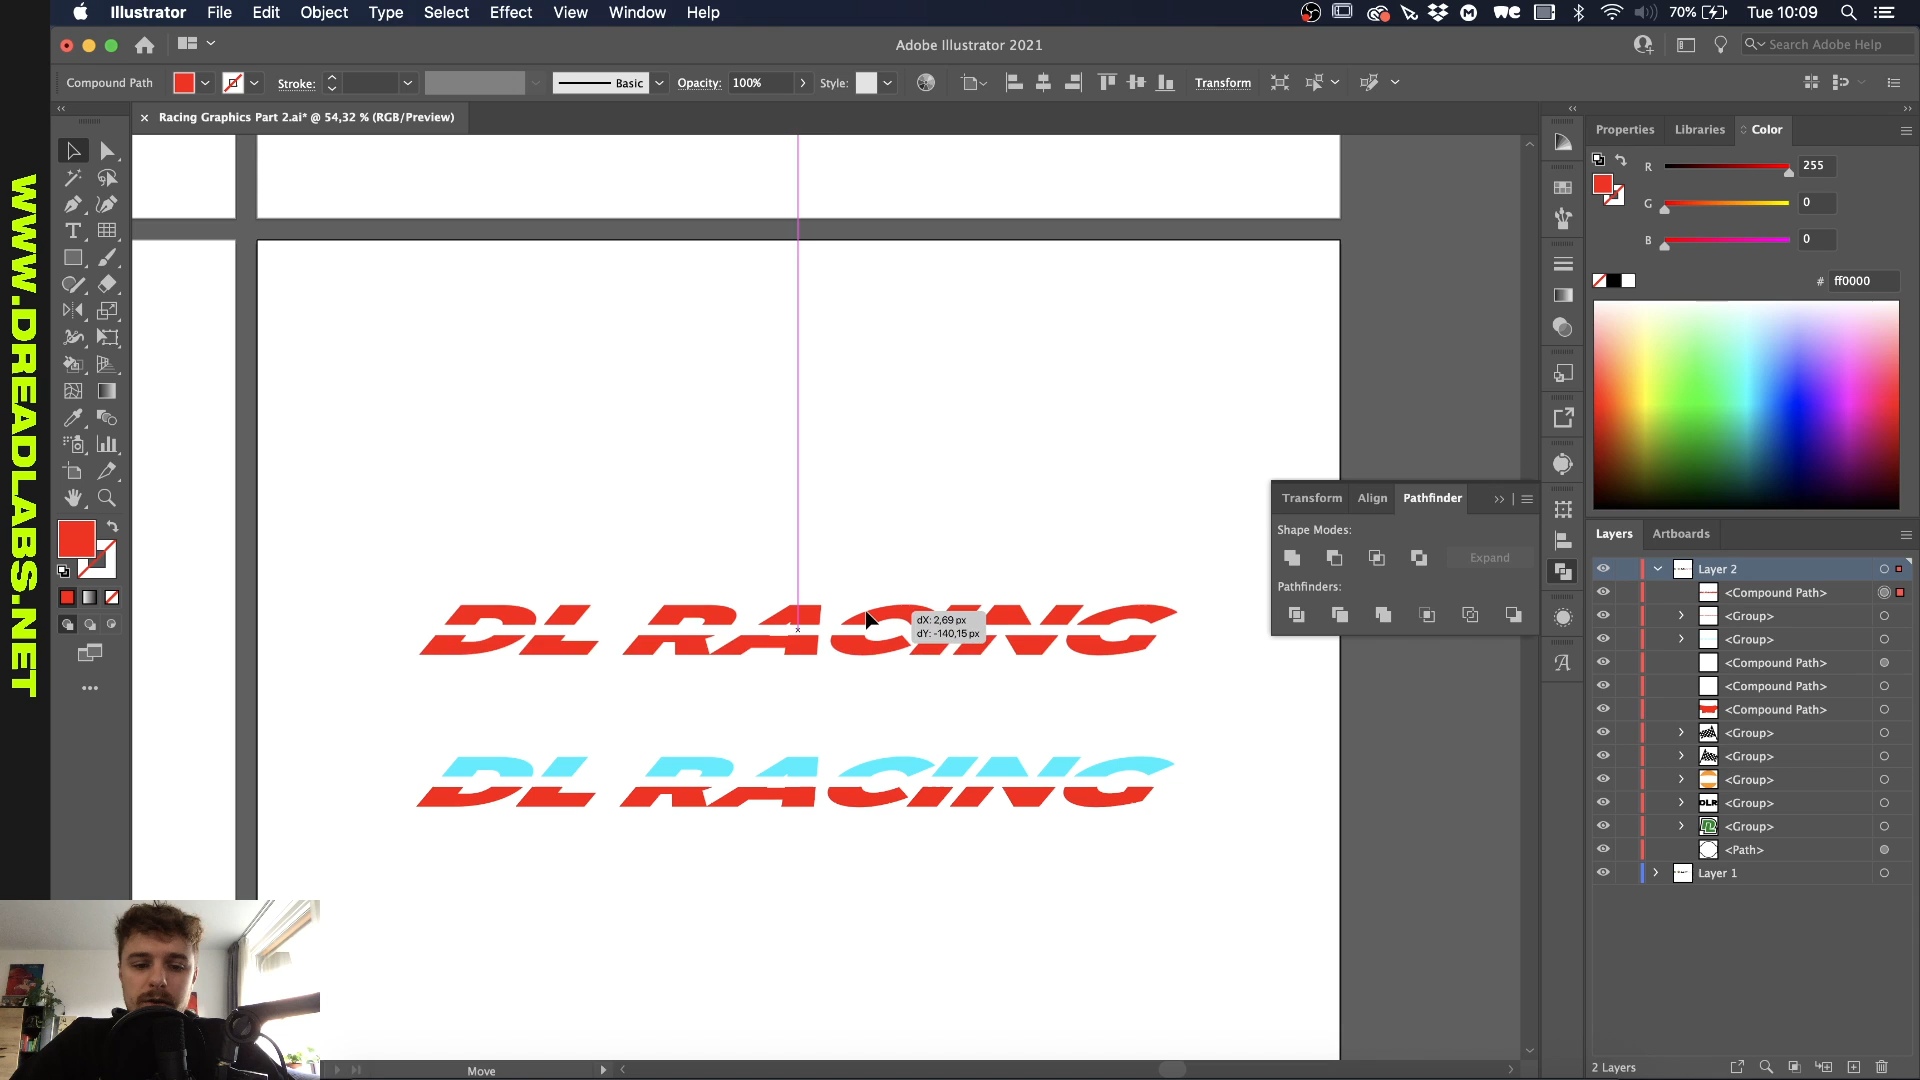 Illustrator File Edit Object Type Select Effect View Window Help
70% Tue 10:09
Adobe Illustrator 2021
Search Adobe Help
Compound Path Stroke: Basic Opacity: 100% Style: Transform
Racing Graphics Part 2.ai* @ 54,32 % (RGB/Preview)
WWW.DREADLABS.NET
Properties Libraries Color
R 255
G 0
B 0
# ff0000
Transform Align Pathfinder
Shape Modes:
Expand
Pathfinders:
DL RACING
dX: 2,69 px
dY: -140,15 px
DL RACING
Layers Artboards
Layer 2
<Compound Path>
<Group>
<Group>
<Compound Path>
<Compound Path>
<Compound Path>
<Group>
<Group>
<Group>
DLR <Group>
<Group>
<Path>
Layer 1
2 Layers
Move